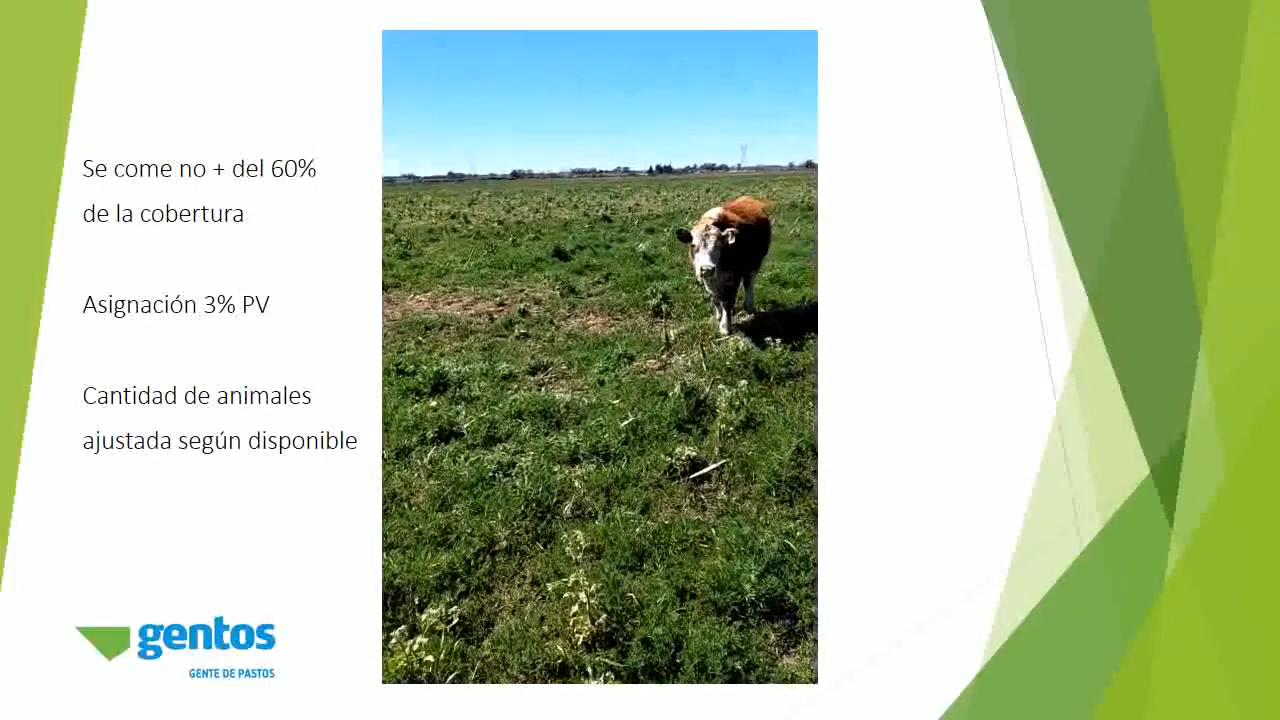 Se come no + del 60%
de la cobertura
Asignación 3% PV
Cantidad de animales
ajustada según disponible
gentos
GENTE DE PASTOS